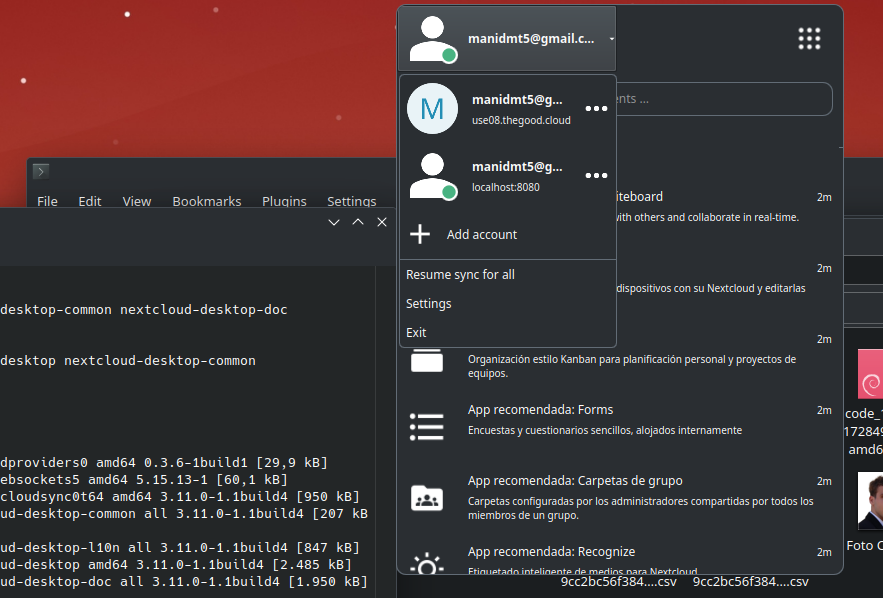 manidmt5@gmail.c...
M
manidmt5@g...
use08.thegood.cloud
manidmt5@g...
localhost:8080
Add account
Resume sync for all
Settings
Exit
ents ...
iteboard
2m
with others and collaborate in real-time.
2m
dispositivos con su Nextcloud y editarlas
2m
Organización estilo Kanban para planificación personal y proyectos de
equipos.
App recomendada: Forms
2m
Encuestas y cuestionarios sencillos, alojados internamente
App recomendada: Carpetas de grupo
2m
Carpetas configuradas por los administradores compartidas por todos los
miembros de un grupo.
App recomendada: Recognize
2m
Etiquetado inteligente de medios para Nextcloud
File Edit View Bookmarks Plugins Settings
desktop-common nextcloud-desktop-doc
desktop nextcloud-desktop-common
dproviders0 amd64 0.3.6-1build1 [29,9 kB]
ebsockets5 amd64 5.15.13-1 [60,1 kB]
cloudsync0t64 amd64 3.11.0-1.1build4 [950 kB]
ud-desktop-common all 3.11.0-1.1build4 [207 kB
ud-desktop-l10n all 3.11.0-1.1build4 [847 kB]
ud-desktop amd64 3.11.0-1.1build4 [2.485 kB]
ud-desktop-doc all 3.11.0-1.1build4 [1.950 kB]
code_1
172849
amd6
Foto C
9cc2bc56f384....csv 9cc2bc56f384....csv